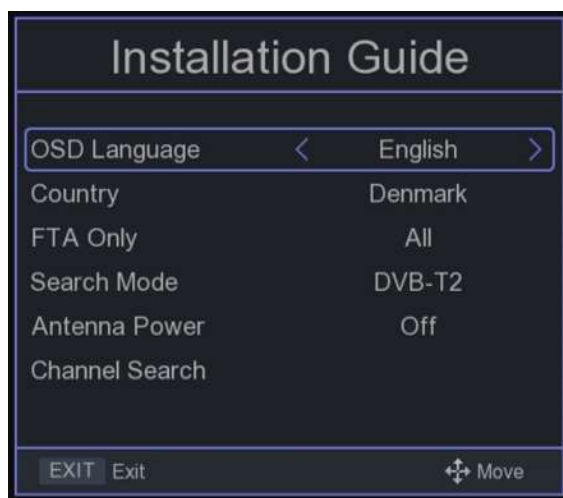 Installation Guide
OSD Language < English >
Country Denmark
FTA Only All
Search Mode DVB-T2
Antenna Power Off
Channel Search
EXIT Exit Move